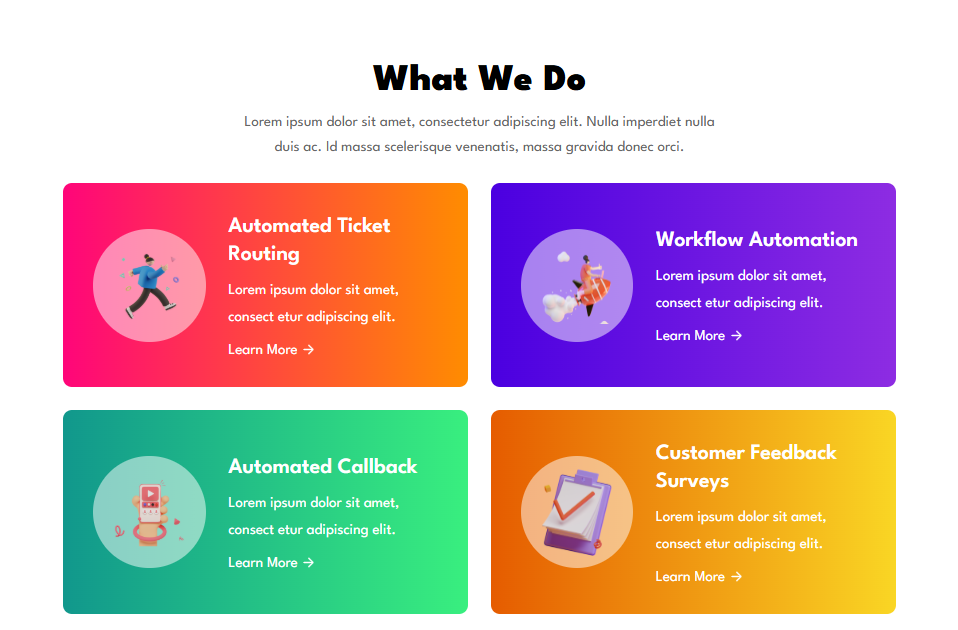 What We Do
Lorem ipsum dolor sit amet, consectetur adipiscing elit. Nulla imperdiet nulla
duis ac. Id massa scelerisque venenatis, massa gravida donec orci.
Automated Ticket
Routing
Lorem ipsum dolor sit amet,
consect etur adipiscing elit.
Learn More →
Workflow Automation
Lorem ipsum dolor sit amet,
consect etur adipiscing elit.
Learn More →
Automated Callback
Lorem ipsum dolor sit amet,
consect etur adipiscing elit.
Learn More →
Customer Feedback
Surveys
Lorem ipsum dolor sit amet,
consect etur adipiscing elit.
Learn More →